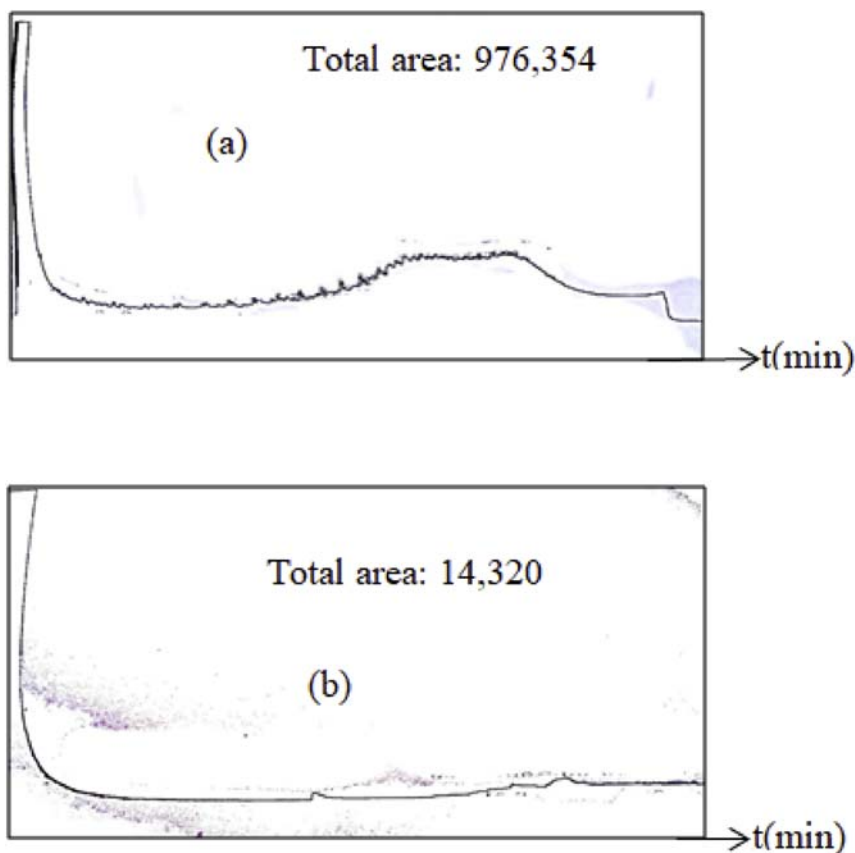 Total area: 976,354
(a)
t(min)
Total area: 14,320
(b)
t(min)